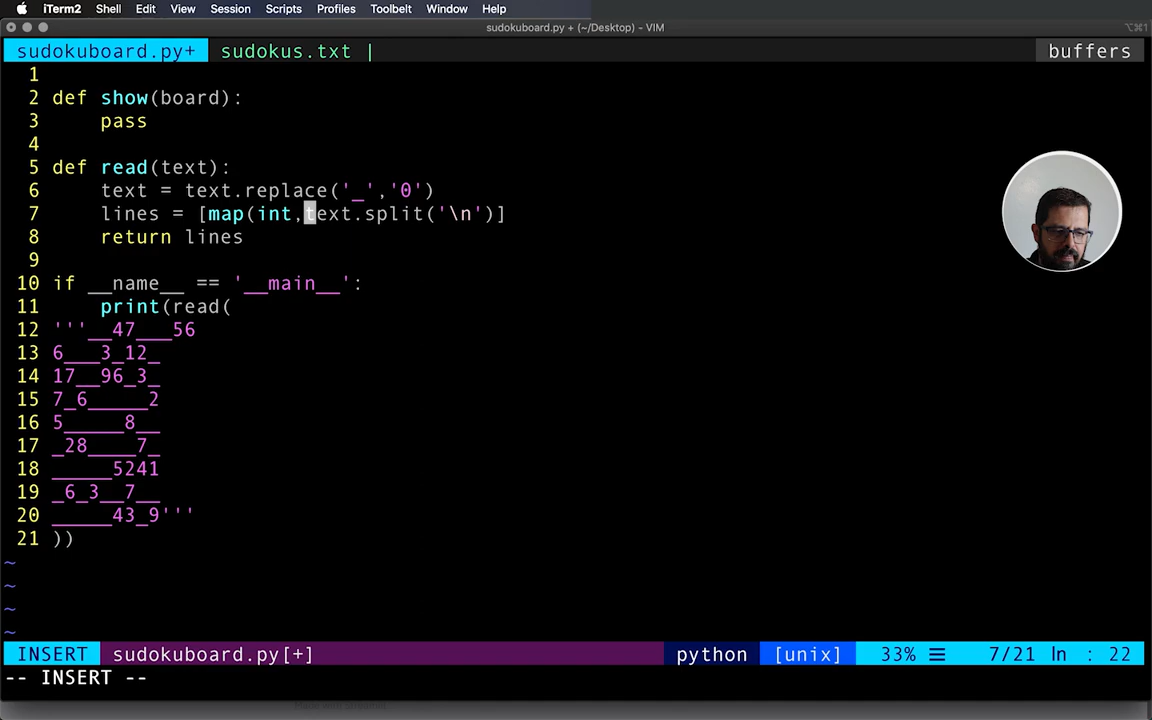 iTerm2 Shell Edit View Session Scripts Profiles Toolbelt Window Help
sudokuboard.py + (~/Desktop) - VIM ⌥⌘1
sudokuboard.py+ sudokus.txt | buffers
1
2 def show(board):
3     pass
4
5 def read(text):
6     text = text.replace('_','0')
7     lines = [map(int,text.split('\n')]
8     return lines
9
10 if __name__ == '__main__':
11     print(read(
12 '''__47___56
13 6___3_12_
14 17__96_3_
15 7_6_____2
16 5_____8__
17 _28____7_
18 _____5241
19 _6_3__7__
20 _____43_9'''
21 ))
~
~
~
~
INSERT sudokuboard.py[+] python [unix] 33% ☰ 7/21 ln : 22
-- INSERT --